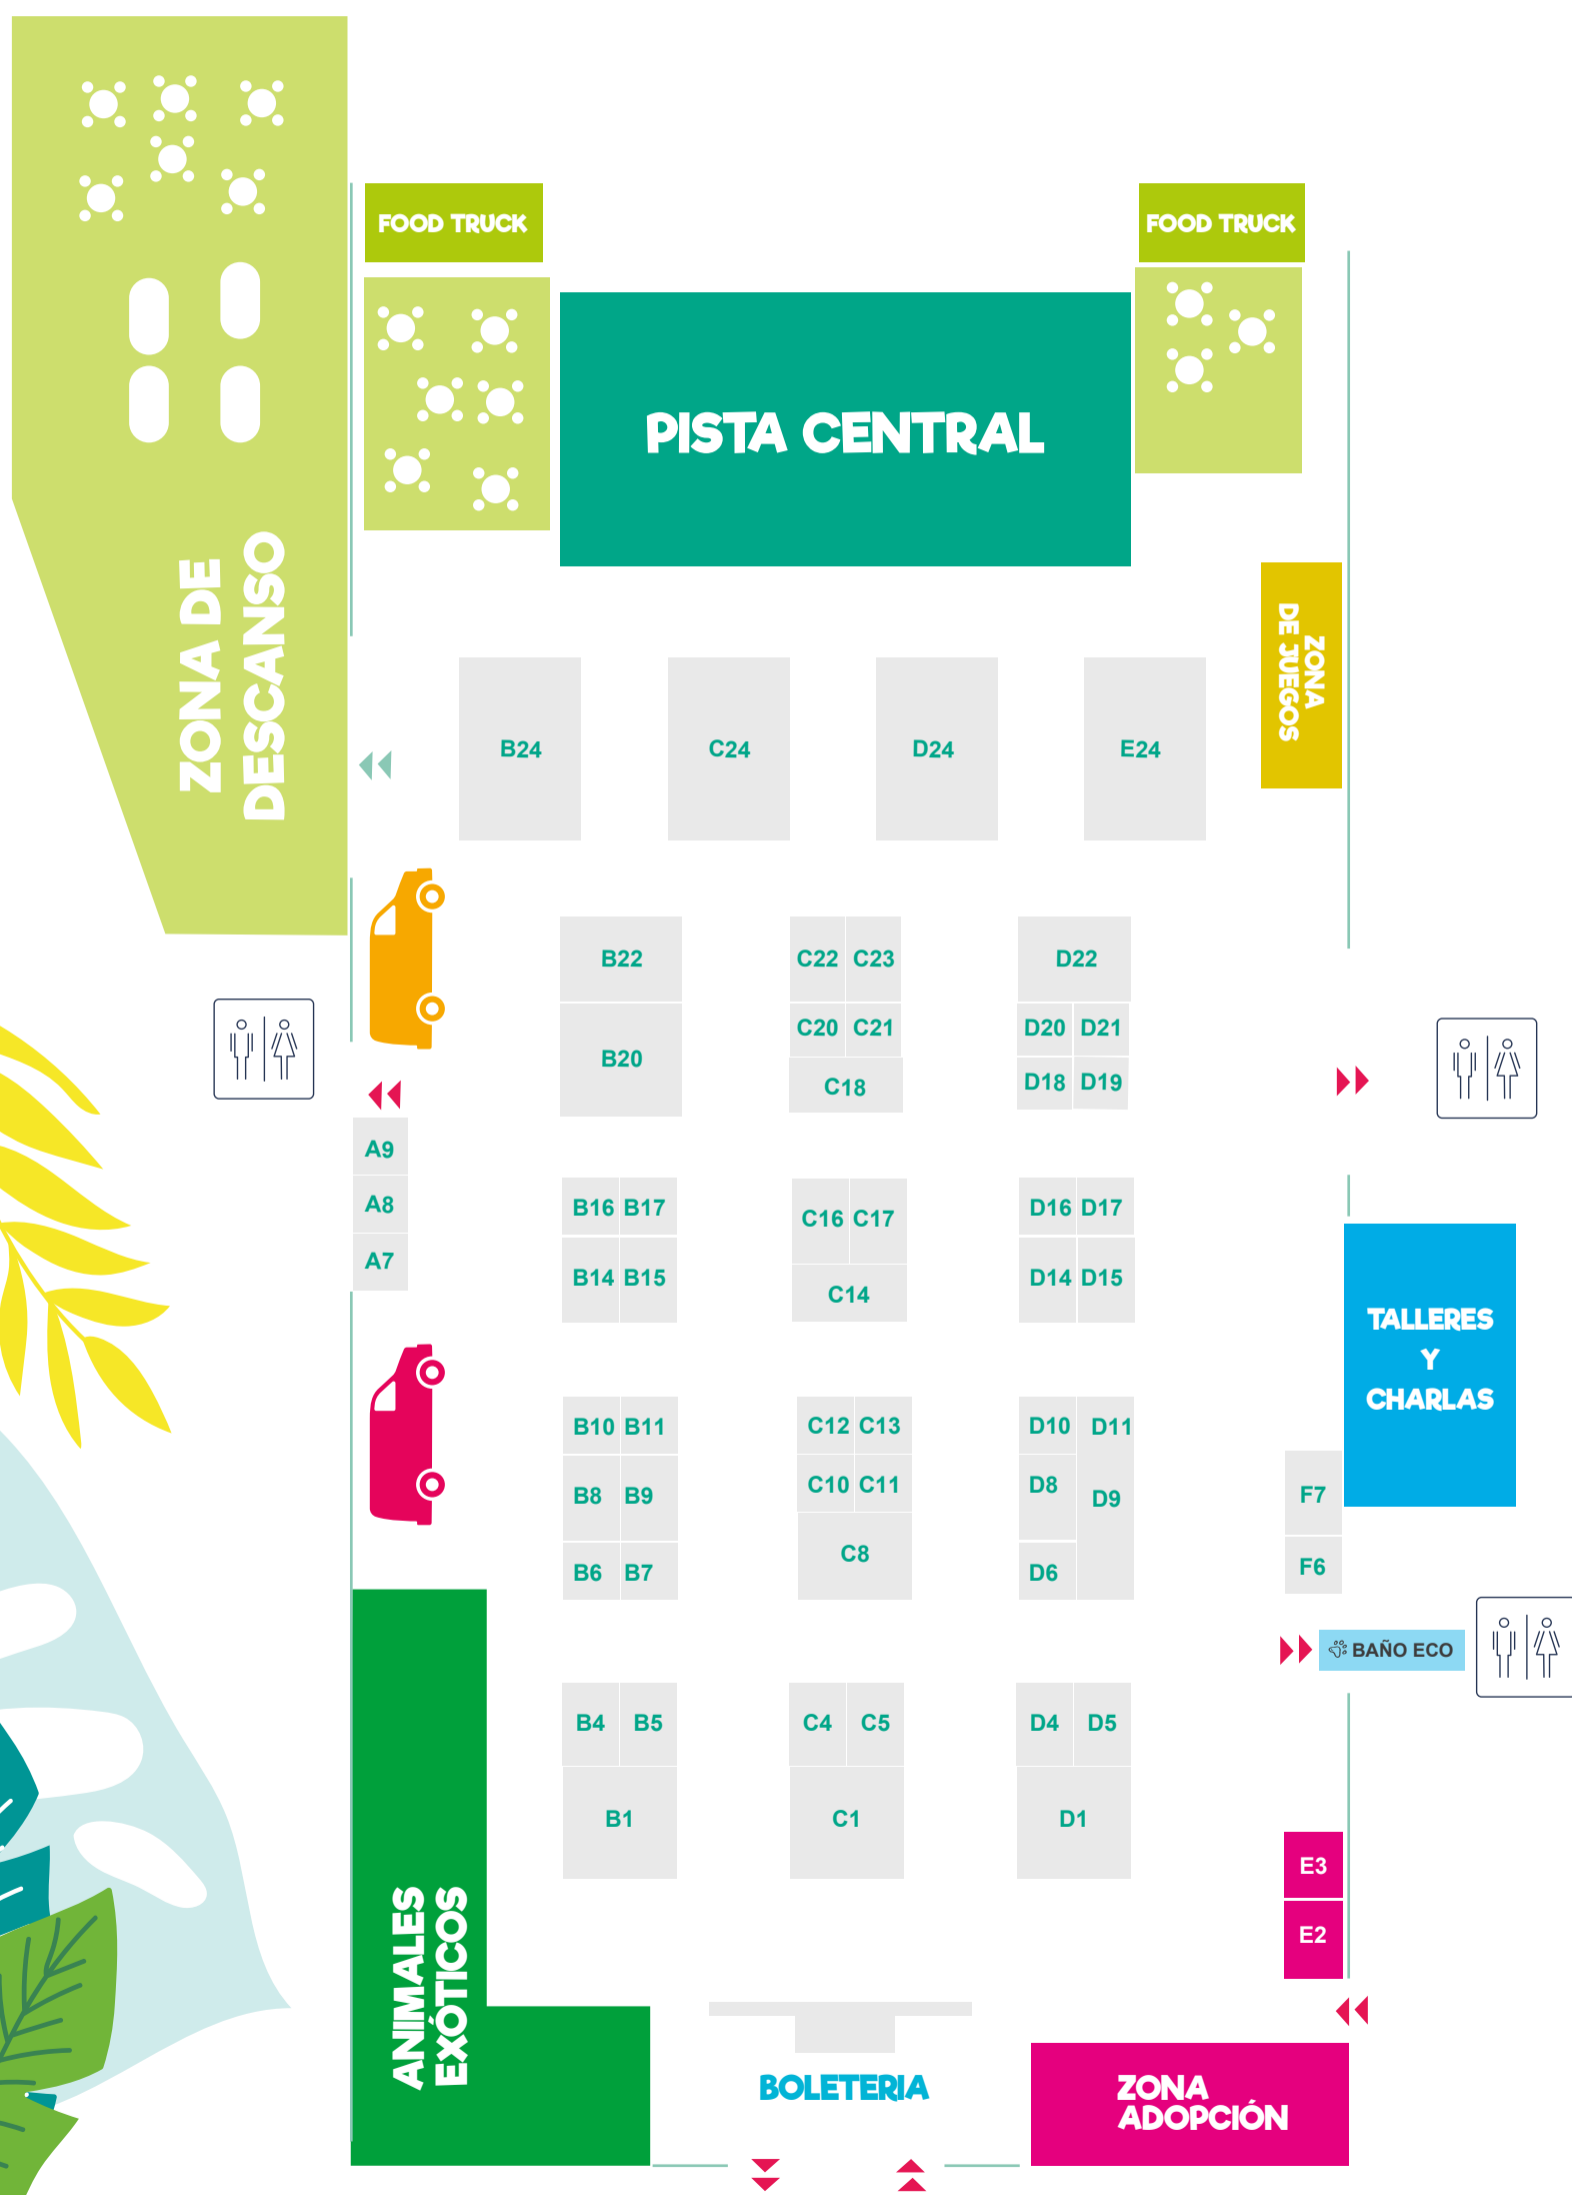 FOOD TRUCK
FOOD TRUCK
PISTA CENTRAL
ZONA DE
DESCANSO
ZONA
DE JUEGOS
B24
C24
D24
E24
B22
C22
C23
D22
B20
C20
C21
D20
D21
C18
D18
D19
A9
A8
A7
B16
B17
C16
C17
D16
D17
B14
B15
C14
D14
D15
TALLERES
Y
CHARLAS
B10
B11
C12
C13
D10
D11
B8
B9
C10
C11
D8
D9
F7
B6
B7
C8
D6
F6
BAÑO ECO
B4
B5
C4
C5
D4
D5
B1
C1
D1
E3
E2
ANIMALES
EXÓTICOS
BOLETERIA
ZONA
ADOPCIÓN